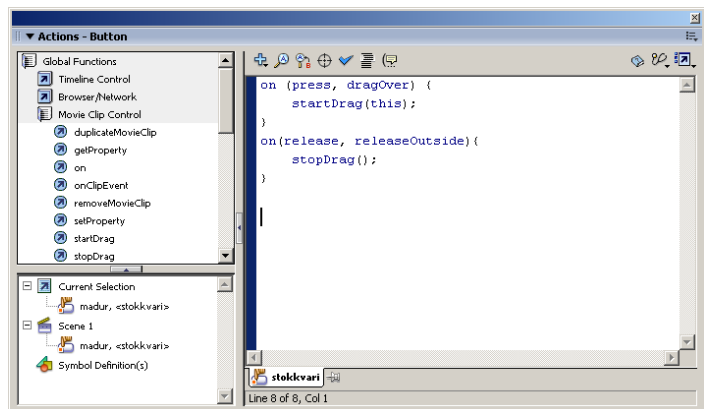 Actions - Button
Global Functions
Timeline Control
Browser/Network
Movie Clip Control
duplicateMovieClip
getProperty
on
onClipEvent
removeMovieClip
setProperty
startDrag
stopDrag
Current Selection
madur, <stokkvari>
Scene 1
madur, <stokkvari>
Symbol Definition(s)
on (press, dragOver) {
    startDrag(this);
}
on(release, releaseOutside){
    stopDrag();
}
stokkvari
Line 8 of 8, Col 1